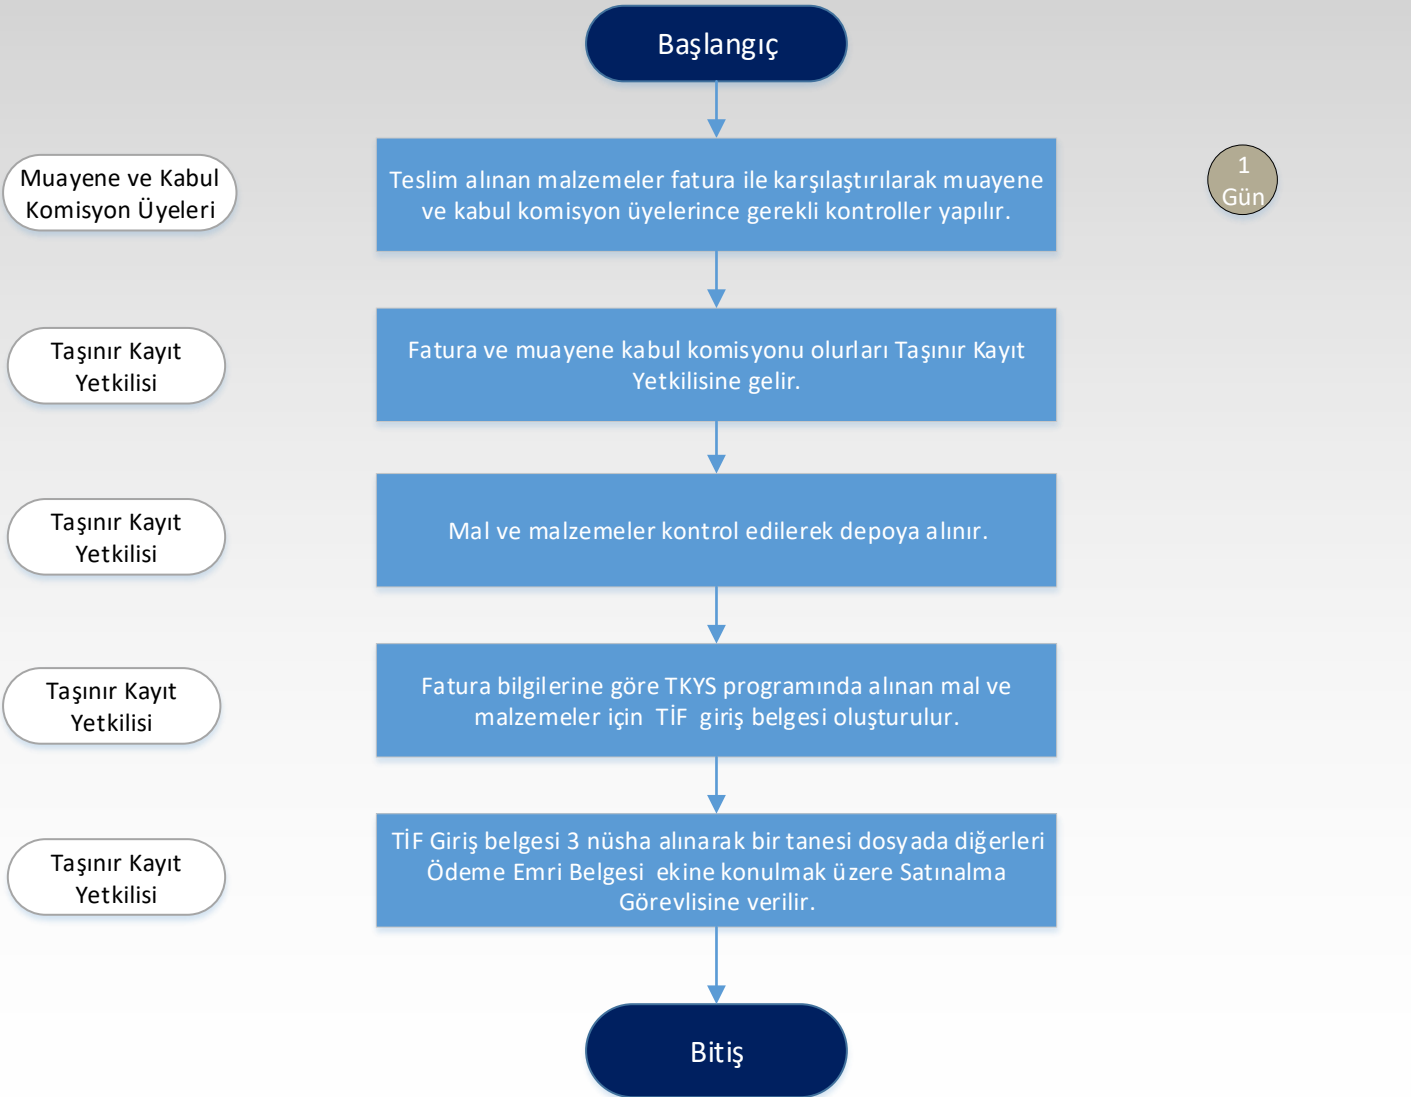 Başlangıç
Muayene ve Kabul
Komisyon Üyeleri
Teslim alınan malzemeler fatura ile karşılaştırılarak muayene
ve kabul komisyon üyelerince gerekli kontroller yapılır.
1
Gün
Taşınır Kayıt
Yetkilisi
Fatura ve muayene kabul komisyonu olurları Taşınır Kayıt
Yetkilisine gelir.
Taşınır Kayıt
Yetkilisi
Mal ve malzemeler kontrol edilerek depoya alınır.
Taşınır Kayıt
Yetkilisi
Fatura bilgilerine göre TKYS programında alınan mal ve
malzemeler için TİF giriş belgesi oluşturulur.
Taşınır Kayıt
Yetkilisi
TİF Giriş belgesi 3 nüsha alınarak bir tanesi dosyada diğerleri
Ödeme Emri Belgesi ekine konulmak üzere Satınalma
Görevlisine verilir.
Bitiş